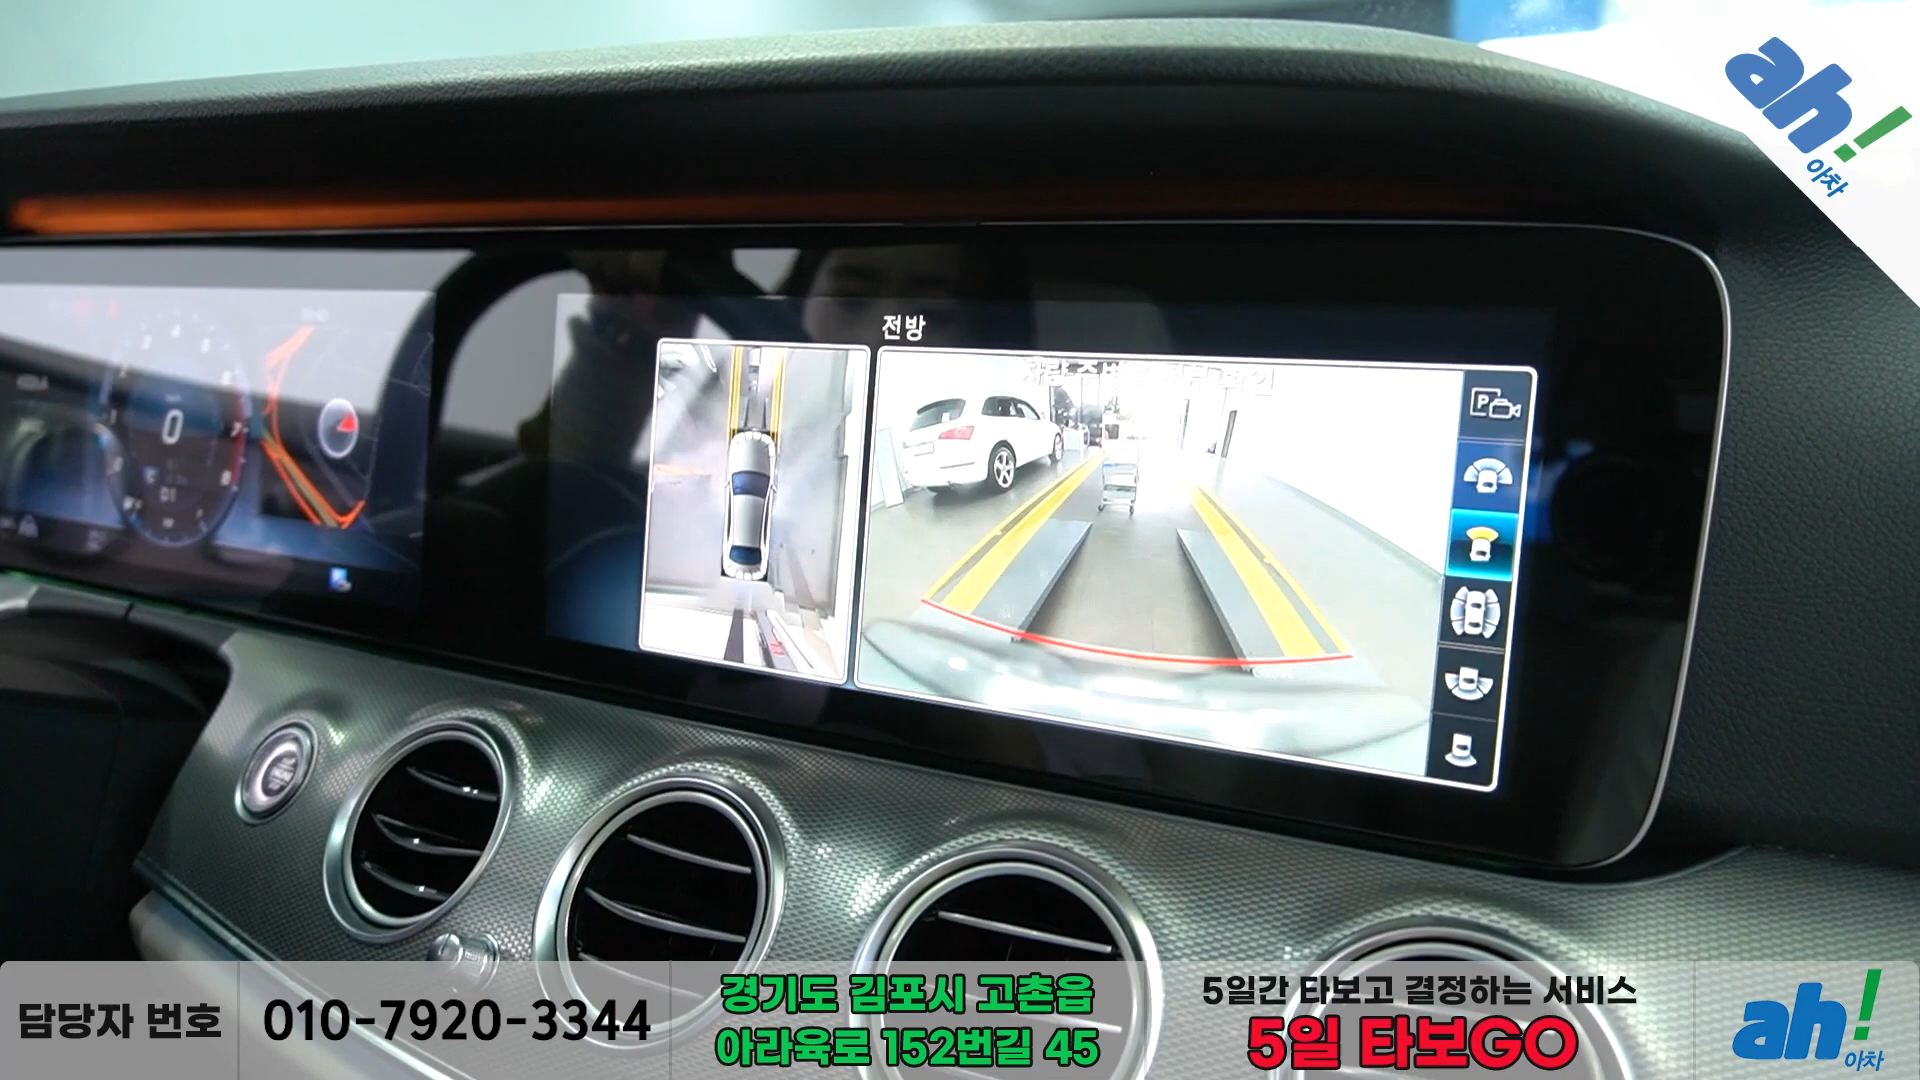 ah!
아차
전방
P
0
담당자 번호
010-7920-3344
경기도 김포시 고촌읍
아라육로 152번길 45
5일간 타보고 결정하는 서비스
5일 타보GO
ah!
아차